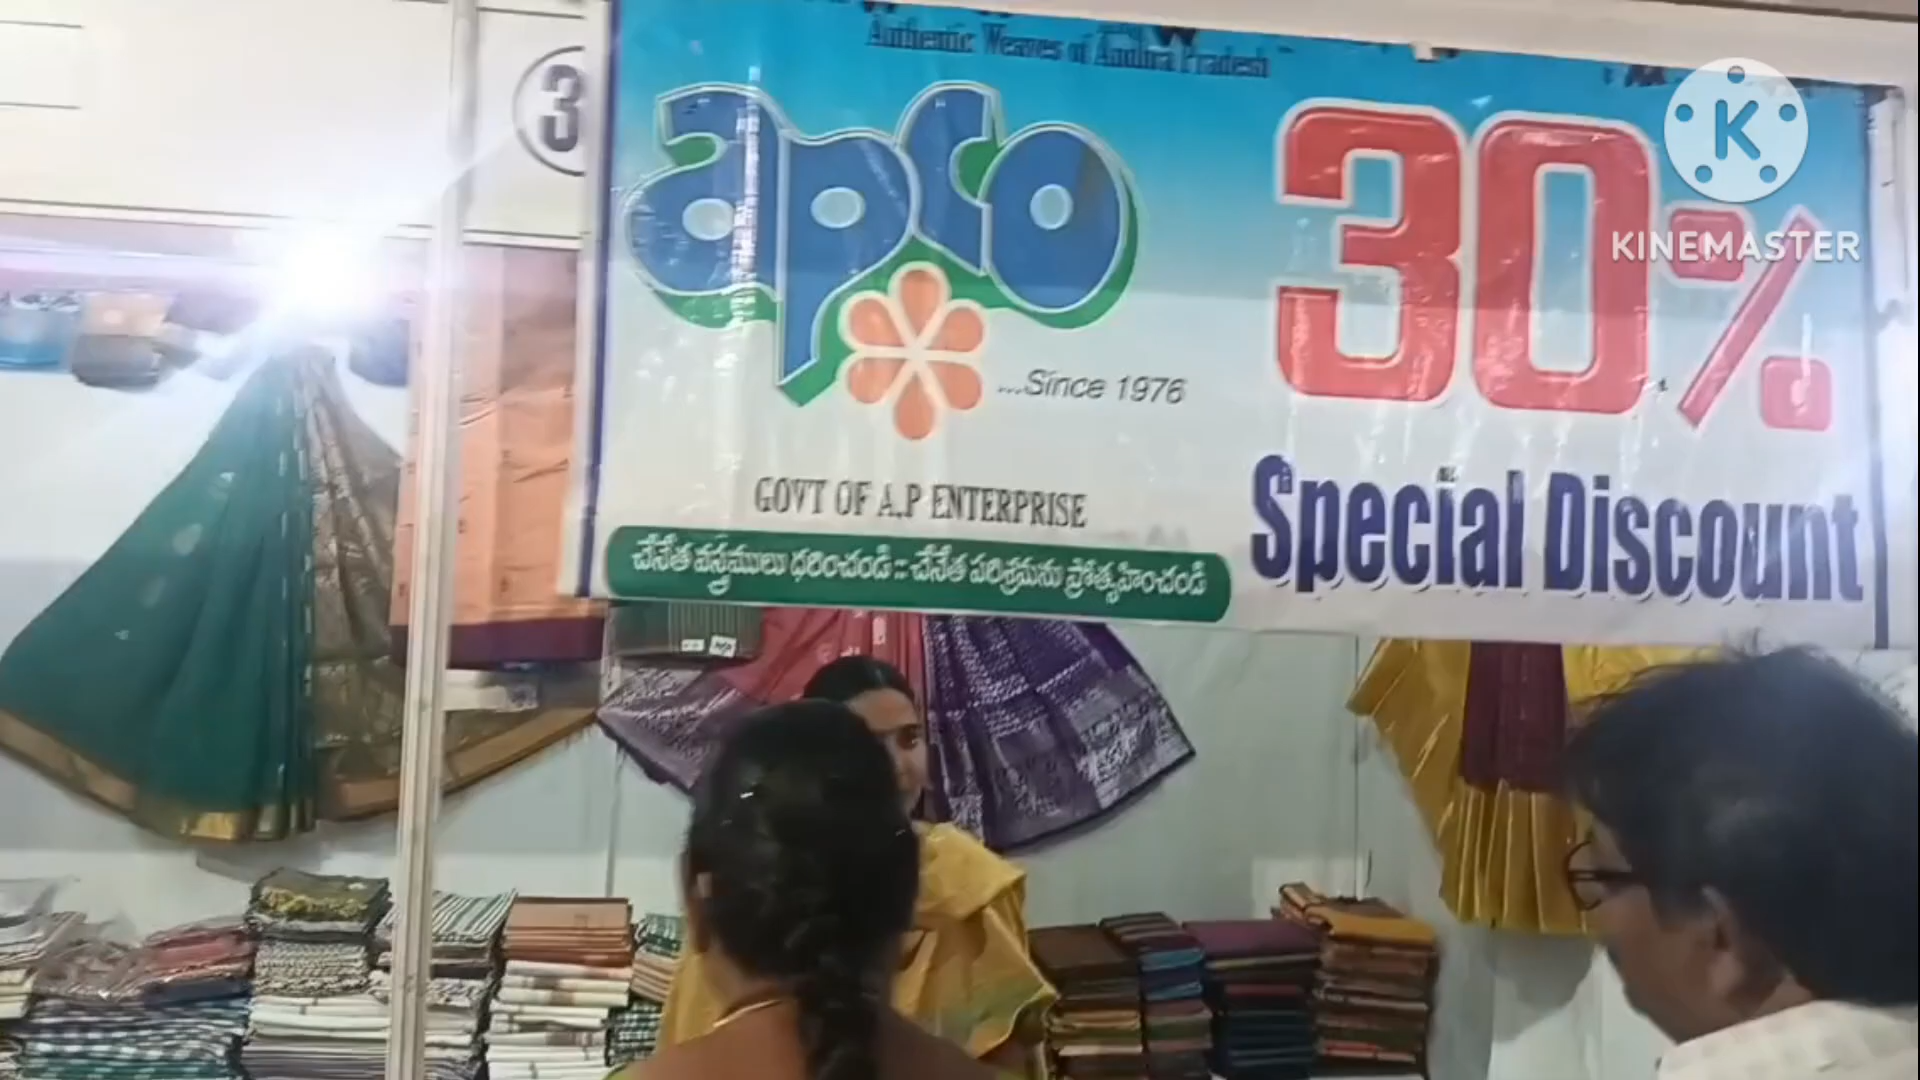 Authentic Weaves of Andhra Pradesh
3
apco
30%
KINEMASTER
...Since 1976
GOVT OF A.P ENTERPRISE
Special Discount
చేనేత వస్త్రములు ధరించండి :: చేనేత పరిశ్రమను ప్రోత్సహించండి